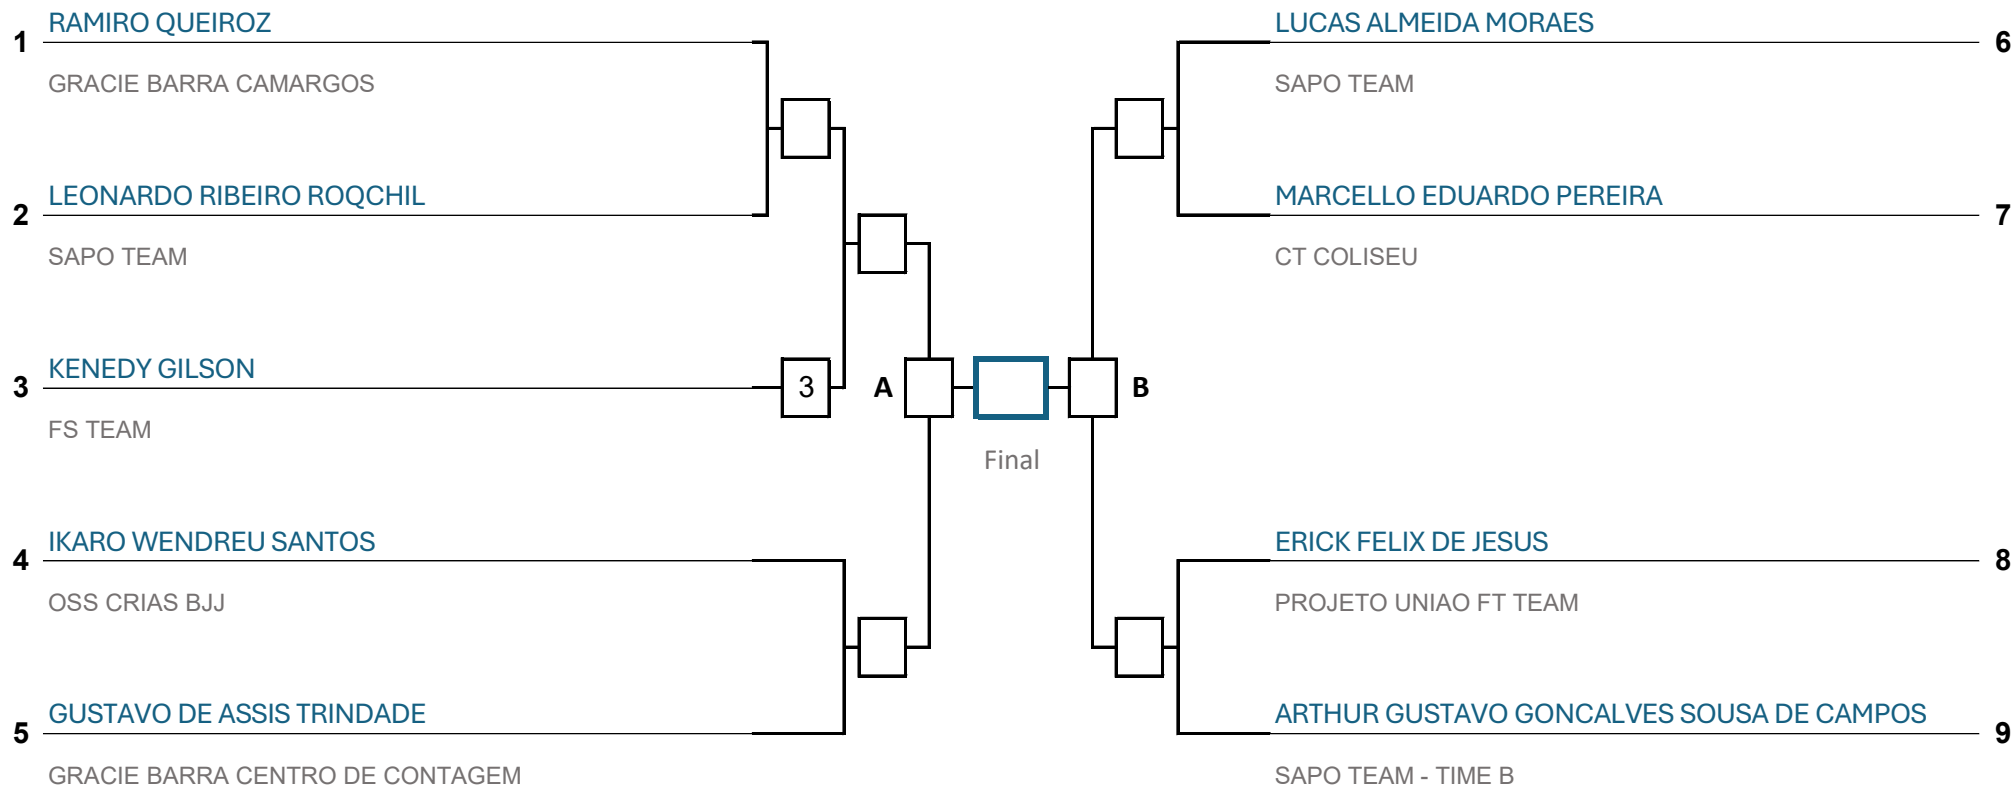 RAMIRO QUEIROZ
1
GRACIE BARRA CAMARGOS
LEONARDO RIBEIRO ROQCHIL
2
SAPO TEAM
KENEDY GILSON
3
3
FS TEAM
IKARO WENDREU SANTOS
4
OSS CRIAS BJJ
GUSTAVO DE ASSIS TRINDADE
5
GRACIE BARRA CENTRO DE CONTAGEM
A
B
Final
LUCAS ALMEIDA MORAES
6
SAPO TEAM
MARCELLO EDUARDO PEREIRA
7
CT COLISEU
ERICK FELIX DE JESUS
8
PROJETO UNIAO FT TEAM
ARTHUR GUSTAVO GONCALVES SOUSA DE CAMPOS
9
SAPO TEAM - TIME B